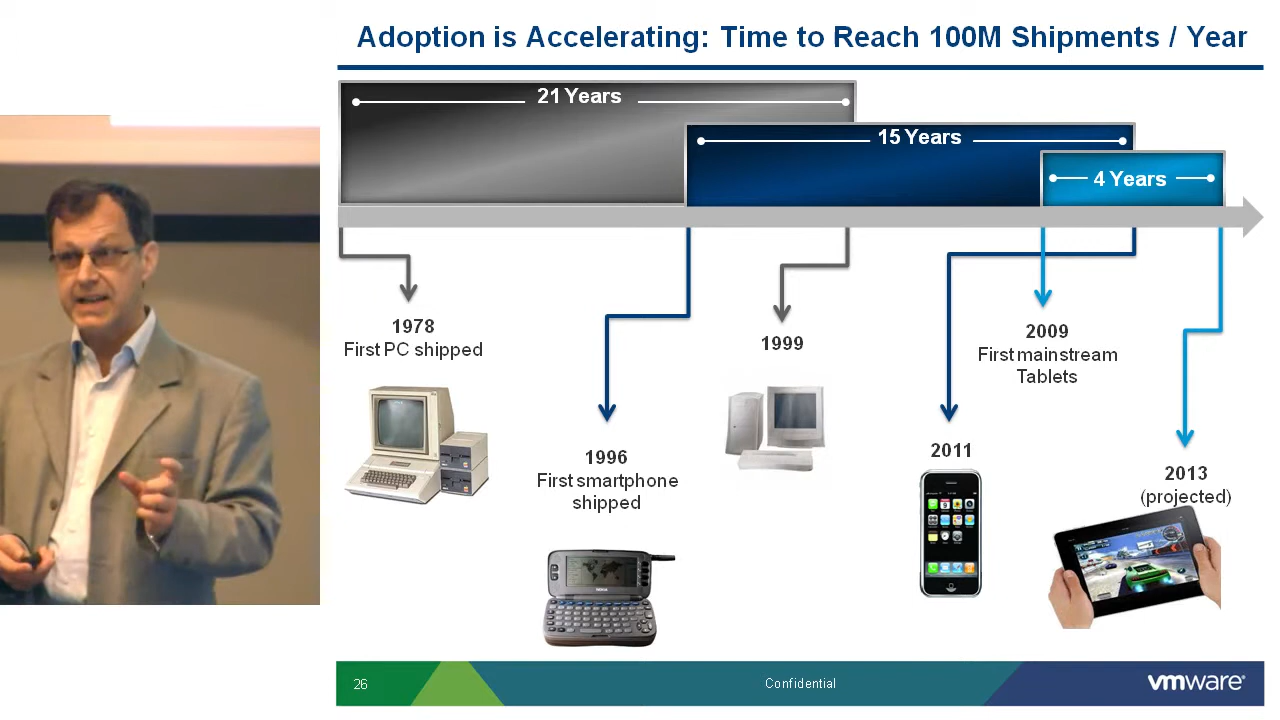 Adoption is Accelerating: Time to Reach 100M Shipments / Year
21 Years
15 Years
4 Years
1978
First PC shipped
1996
First smartphone
shipped
1999
2011
2009
First mainstream
Tablets
2013
(projected)
NOKIA
26
Confidential
vmware